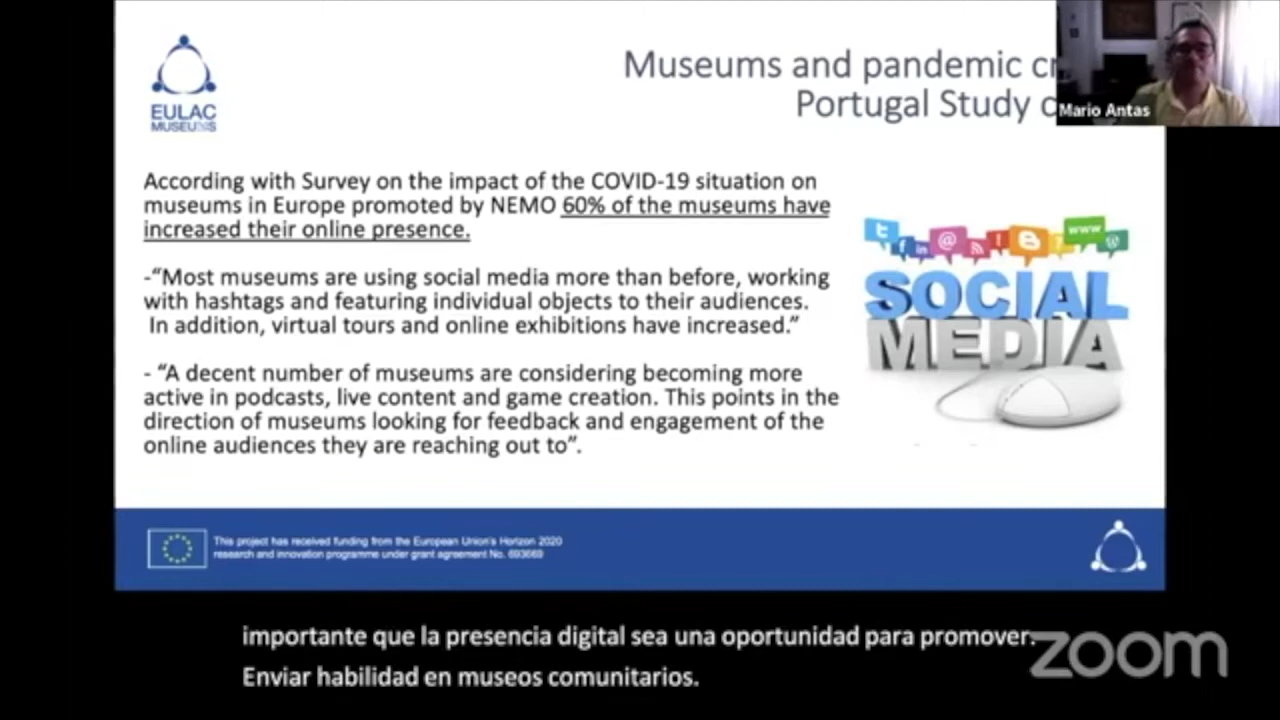 Museums and pandemic cr
Portugal Study c
Mario Antas
EULAC
MUSEUMS
According with Survey on the impact of the COVID-19 situation on
museums in Europe promoted by NEMO 60% of the museums have
increased their online presence.
-“Most museums are using social media more than before, working
with hashtags and featuring individual objects to their audiences.
In addition, virtual tours and online exhibitions have increased.”
- “A decent number of museums are considering becoming more
active in podcasts, live content and game creation. This points in the
direction of museums looking for feedback and engagement of the
online audiences they are reaching out to”.
www
SOCIAL
MEDIA
This project has received funding from the European Union's Horizon 2020
research and innovation programme under grant agreement No. 693669
importante que la presencia digital sea una oportunidad para promover.
Enviar habilidad en museos comunitarios.
zoom